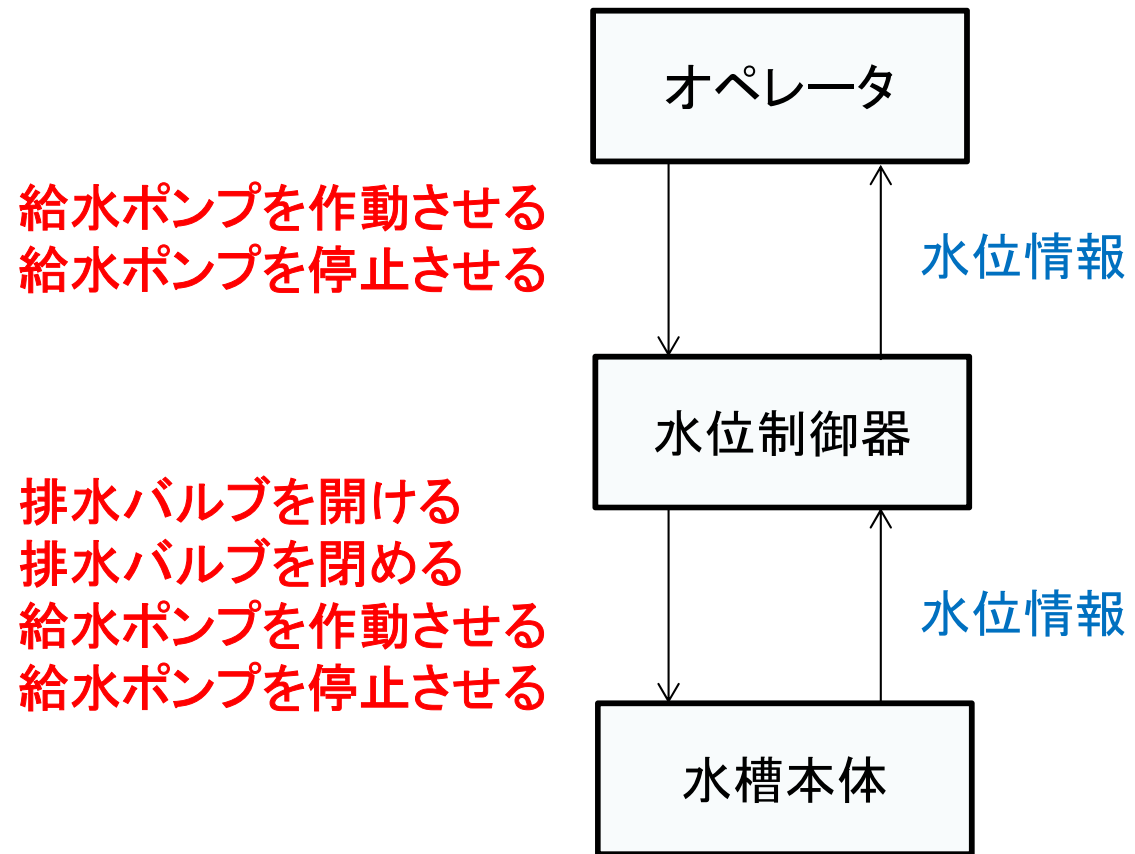 オペレータ
給水ポンプを作動させる
給水ポンプを停止させる
水位情報
水位制御器
排水バルブを開ける
排水バルブを閉める
給水ポンプを作動させる
給水ポンプを停止させる
水位情報
水槽本体